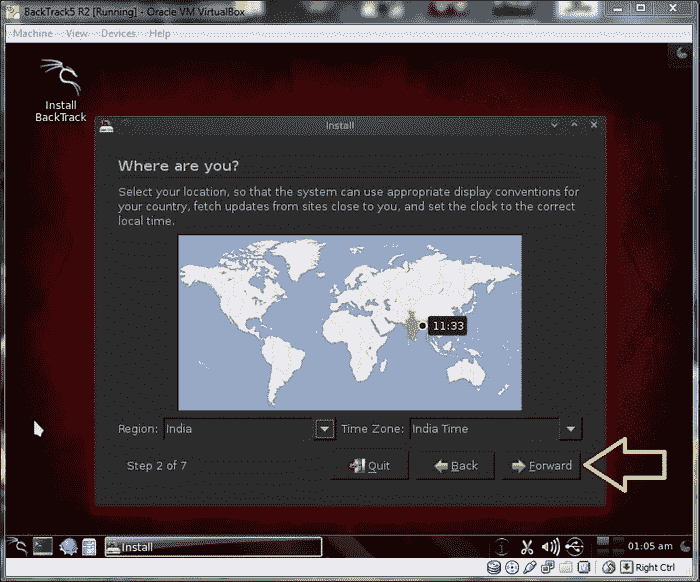 BackTrack5 R2 [Running] - Oracle VM VirtualBox
Machine View Devices Help
Install
BackTrack
Install
Where are you?
Select your location, so that the system can use appropriate display conventions for
your country, fetch updates from sites close to you, and set the clock to the correct
local time.
11:33
Region: India Time Zone: India Time
Step 2 of 7 Quit Back Forward
Install 01:05 am
Right Ctrl